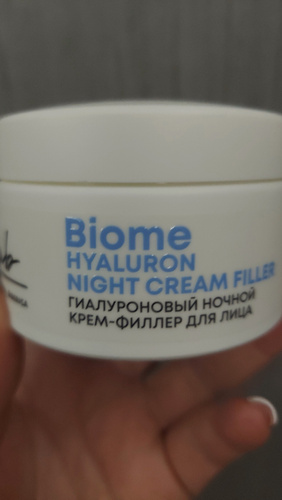 Biome
HYALURON
NIGHT CREAM FILLER
ГИАЛУРОНОВЫЙ НОЧНОЙ
КРЕМ-ФИЛЛЕР ДЛЯ ЛИЦА